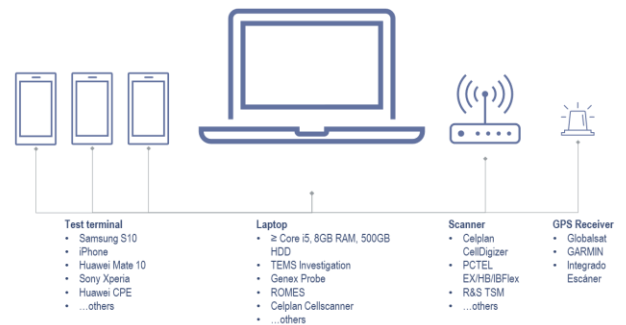 Test terminal
• Samsung S10
• iPhone
• Huawei Mate 10
• Sony Xperia
• Huawei CPE
• …others
Laptop
• ≥ Core i5, 8GB RAM, 500GB
HDD
• TEMS Investigation
• Genex Probe
• ROMES
• Celplan Cellscanner
• …others
Scanner
• Celplan
CellDigizer
• PCTEL
EX/HB/IBFlex
• R&S TSM
• …others
GPS Receiver
• Globalsat
• GARMIN
• Integrado
Escáner